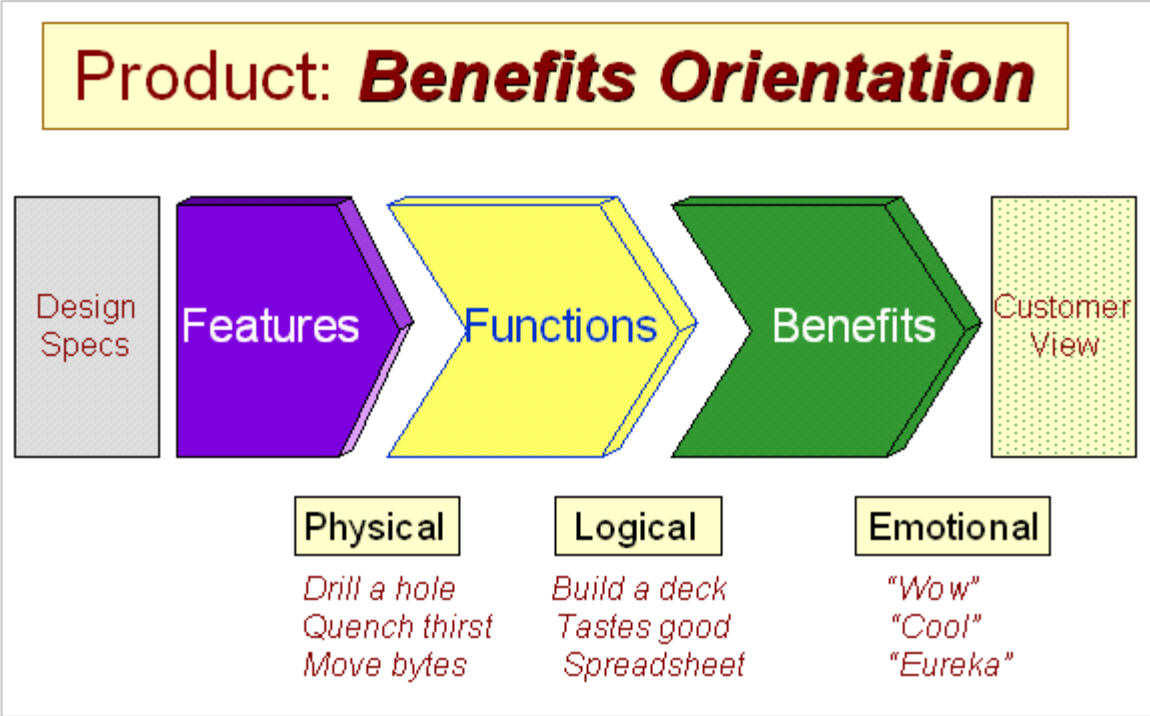 Product: Benefits Orientation
Design
Specs
Features
Functions
Benefits
Customer
View
Physical
Drill a hole
Quench thirst
Move bytes
Logical
Build a deck
Tastes good
Spreadsheet
Emotional
“Wow”
“Cool”
“Eureka”